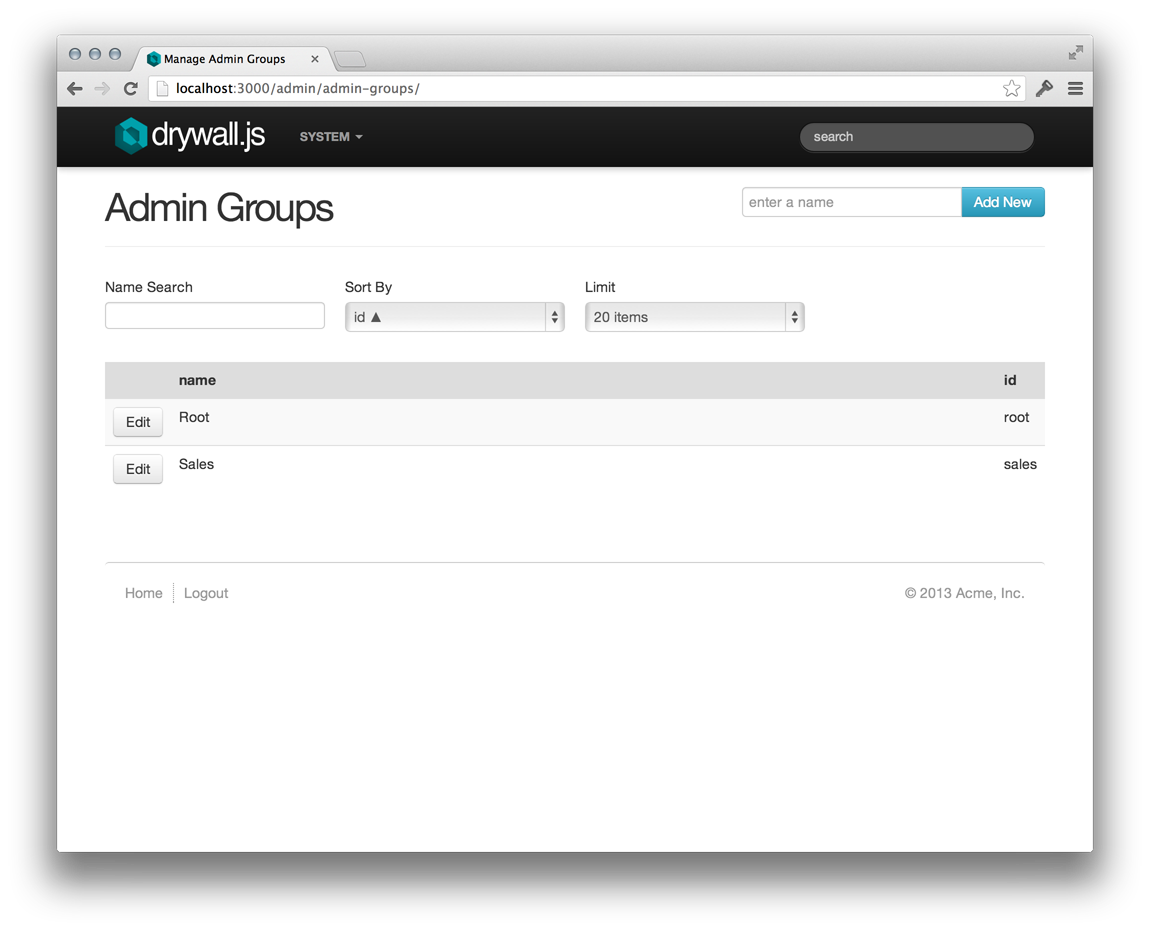 Manage Admin Groups
localhost:3000/admin/admin-groups/
drywall.js SYSTEM search
Admin Groups enter a name Add New
Name Search Sort By Limit
id ▲ 20 items
name id
Edit Root root
Edit Sales sales
Home Logout © 2013 Acme, Inc.